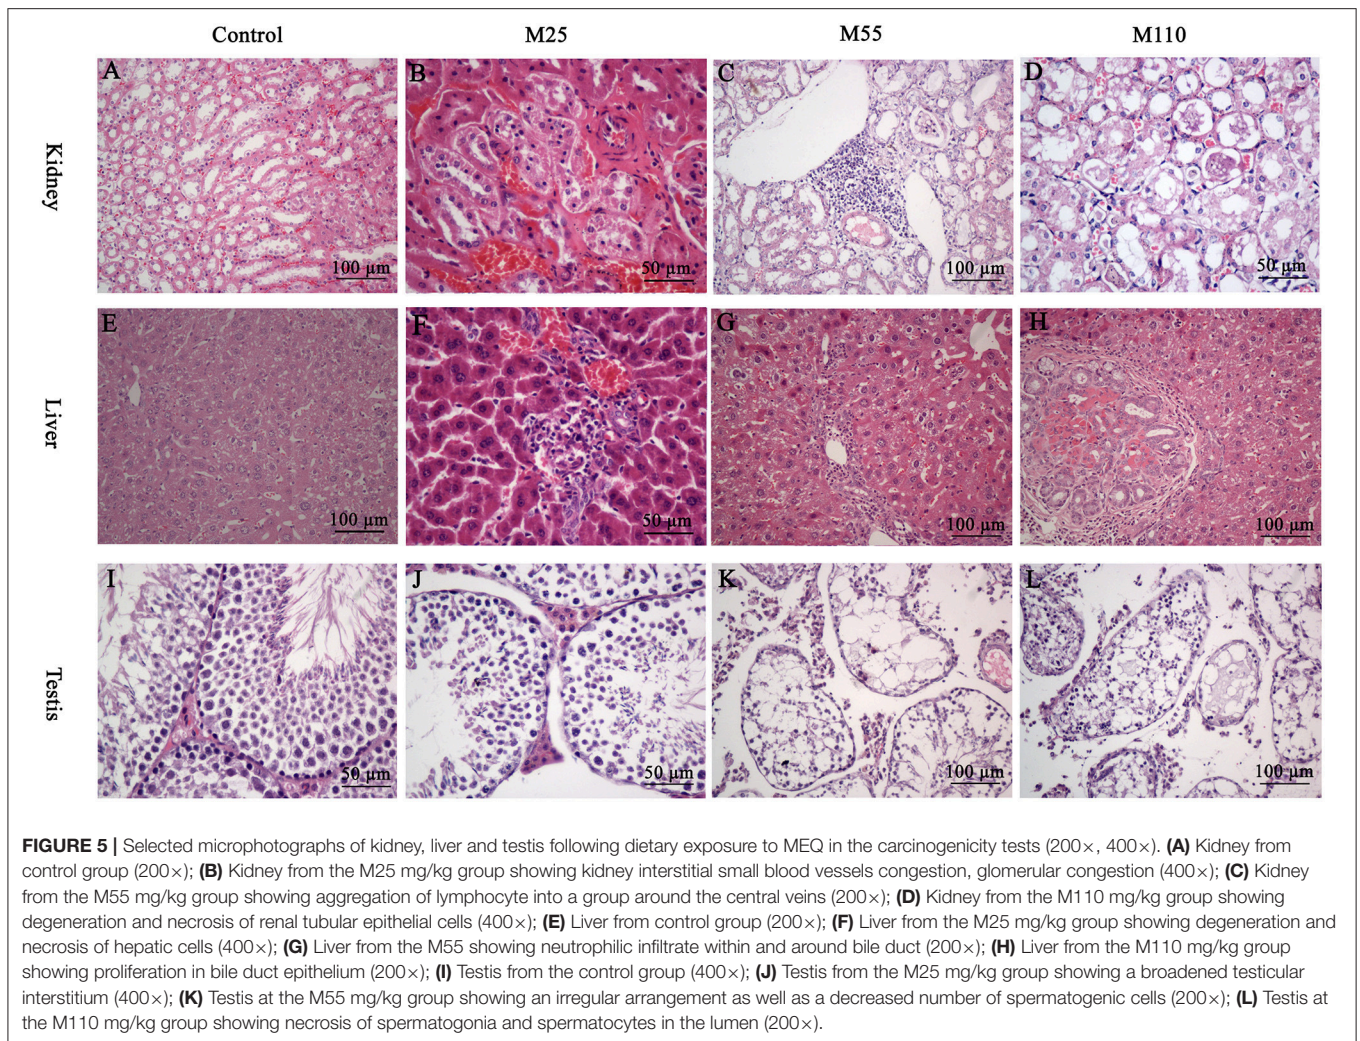 Control M25 M55 M110
Kidney
A B C D
100 µm 50 µm 100 µm 50 µm
Liver
E F G H
100 µm 50 µm 100 µm 100 µm
Testis
I J K L
50 µm 50 µm 100 µm 100 µm
FIGURE 5 | Selected microphotographs of kidney, liver and testis following dietary exposure to MEQ in the carcinogenicity tests (200×, 400×). (A) Kidney from
control group (200×); (B) Kidney from the M25 mg/kg group showing kidney interstitial small blood vessels congestion, glomerular congestion (400×); (C) Kidney
from the M55 mg/kg group showing aggregation of lymphocyte into a group around the central veins (200×); (D) Kidney from the M110 mg/kg group showing
degeneration and necrosis of renal tubular epithelial cells (400×); (E) Liver from control group (200×); (F) Liver from the M25 mg/kg group showing degeneration and
necrosis of hepatic cells (400×); (G) Liver from the M55 showing neutrophilic infiltrate within and around bile duct (200×); (H) Liver from the M110 mg/kg group
showing proliferation in bile duct epithelium (200×); (I) Testis from the control group (400×); (J) Testis from the M25 mg/kg group showing a broadened testicular
interstitium (400×); (K) Testis at the M55 mg/kg group showing an irregular arrangement as well as a decreased number of spermatogenic cells (200×); (L) Testis at
the M110 mg/kg group showing necrosis of spermatogonia and spermatocytes in the lumen (200×).